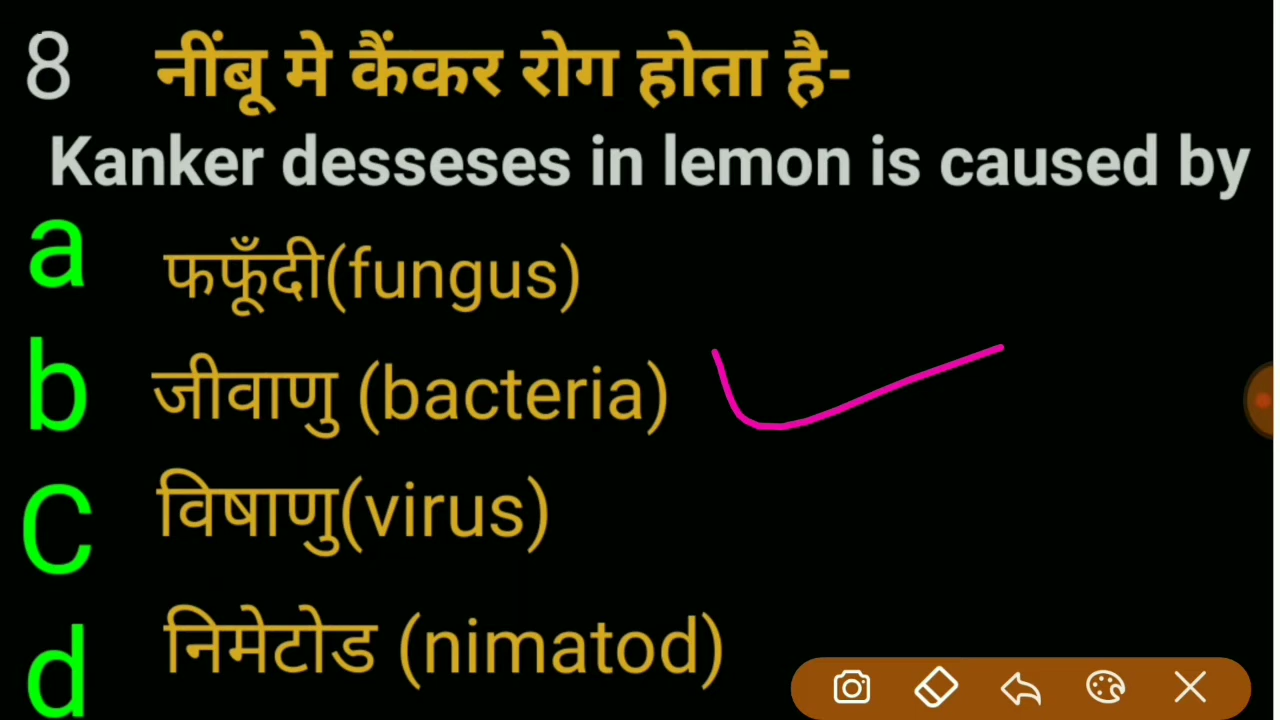 8 नींबू मे कैंकर रोग होता है-
Kanker desseses in lemon is caused by
a फफूँदी(fungus)
b जीवाणु (bacteria)
C विषाणु(virus)
d निमेटोड (nimatod)